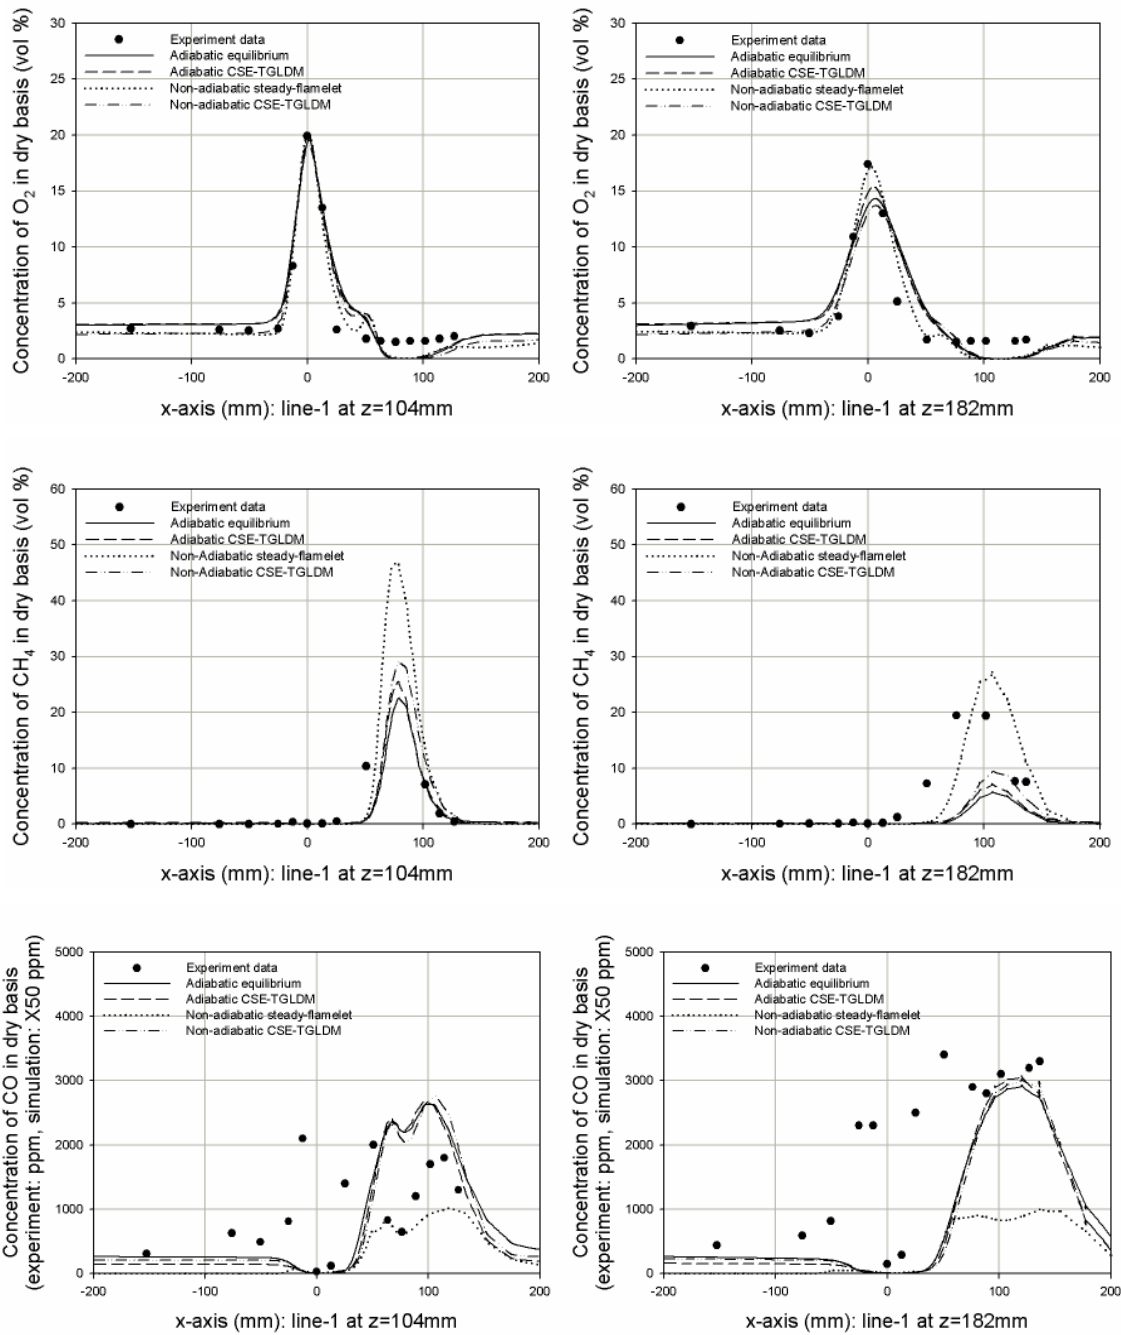 Concentration of O2 in dry basis (vol %)
30
25
20
15
10
5
0
Experiment data
Adiabatic equilibrium
Adiabatic CSE-TGLDM
Non-adiabatic steady-flamelet
Non-adiabatic CSE-TGLDM
-200 -100 0 100 200
x-axis (mm): line-1 at z=104mm
Concentration of O2 in dry basis (vol %)
30
25
20
15
10
5
0
Experiment data
Adiabatic equilibrium
Adiabatic CSE-TGLDM
Non-adiabatic steady-flamelet
Non-adiabatic CSE-TGLDM
-200 -100 0 100 200
x-axis (mm): line-1 at z=182mm
Concentration of CH4 in dry basis (vol %)
60
50
40
30
20
10
0
Experiment data
Adiabatic equilibrium
Adiabatic CSE-TGLDM
Non-Adiabatic steady-flamelet
Non-Adiabatic CSE-TGLDM
-200 -100 0 100 200
x-axis (mm): line-1 at z=104mm
Concentration of CH4 in dry basis (vol %)
60
50
40
30
20
10
0
Experiment data
Adiabatic equilibrium
Adiabatic CSE-TGLDM
Non-Adiabatic steady-flamelet
Non-Adiabatic CSE-TGLDM
-200 -100 0 100 200
x-axis (mm): line-1 at z=182mm
Concentration of CO in dry basis
(experiment: ppm, simulation: X50 ppm)
5000
4000
3000
2000
1000
0
Experiment data
Adiabatic equilibrium
Adiabatic CSE-TGLDM
Non-adiabatic steady-flamelet
Non-adiabatic CSE-TGLDM
-200 -100 0 100 200
x-axis (mm): line-1 at z=104mm
Concentration of CO in dry basis
(experiment: ppm, simulation: X50 ppm)
5000
4000
3000
2000
1000
0
Experiment data
Adiabatic equilibrium
Adiabatic CSE-TGLDM
Non-adiabatic steady-flamelet
Non-adiabatic CSE-TGLDM
-200 -100 0 100 200
x-axis (mm): line-1 at z=182mm